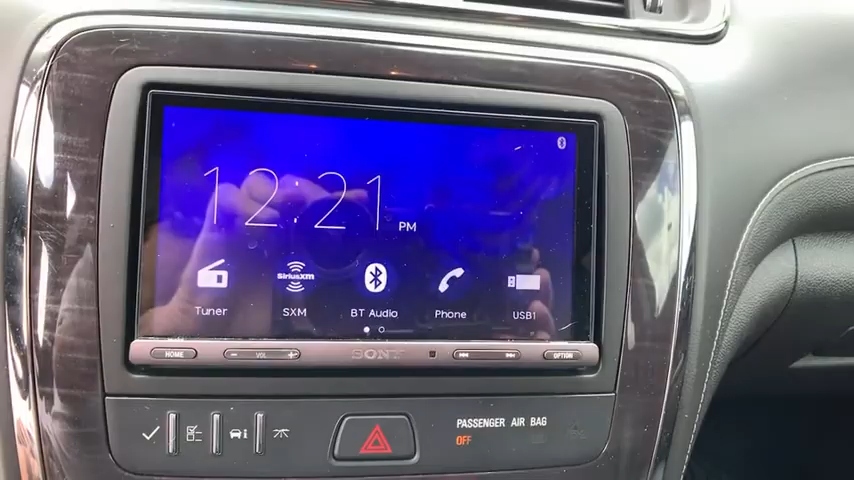 12:21 PM
SiriusXm
Tuner
SXM
BT Audio
Phone
USB1
HOME
− VOL +
SONY
OPTION
PASSENGER AIR BAG
OFF